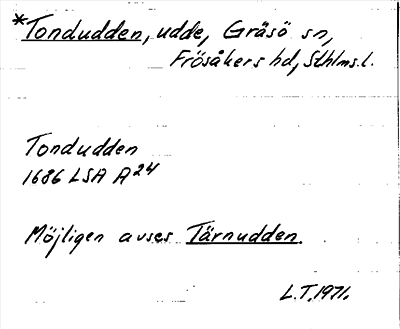 *Tondudden, udde, Gräsö sn,
Frösåkers hd, Sthlms.l.
Tondudden
1686 LSA A24
Möjligen avses Tärnudden.
L.T.1971.